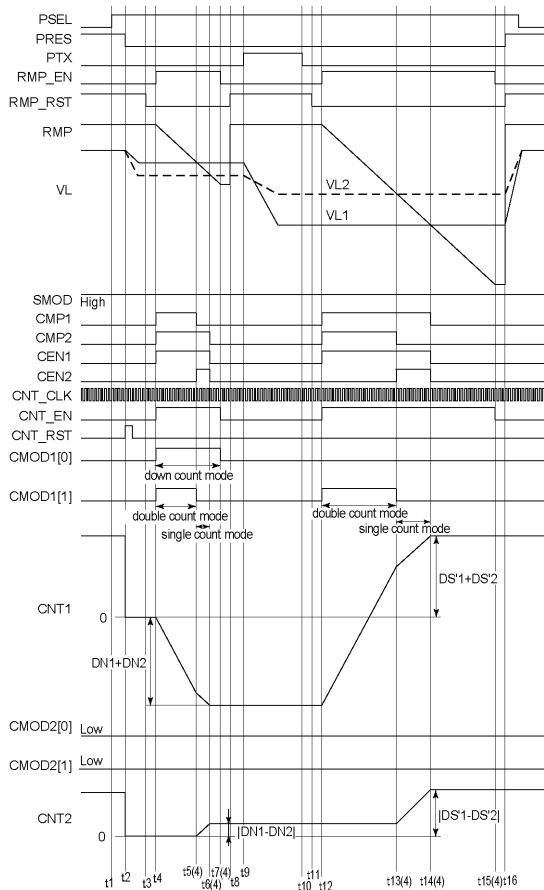 PSEL
PRES
PTX
RMP_EN
RMP_RST
RMP
VL
VL2
VL1
SMOD High
CMP1
CMP2
CEN1
CEN2
CNT_CLK
CNT_EN
CNT_RST
CMOD1[0]
down count mode
CMOD1[1]
double count mode double count mode
single count mode single count mode
DS'1+DS'2
CNT1 0
DN1+DN2
CMOD2[0] Low
CMOD2[1] Low
CNT2
|DN1-DN2| |DS'1-DS'2|
0
t1 t2 t3 t4 t5(4) t6(4) t7(4) t8 t9 t10 t11 t12 t13(4) t14(4) t15(4) t16